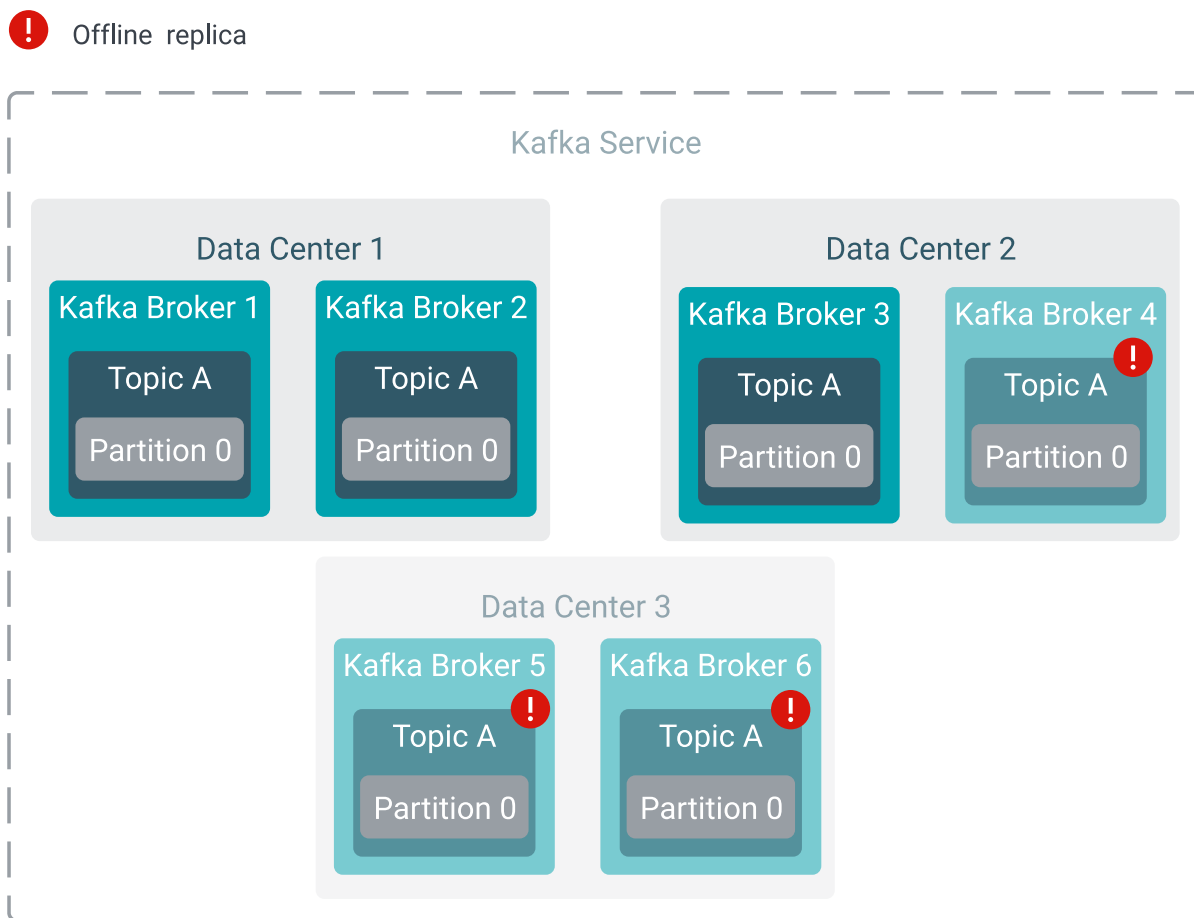 Offline replica
Kafka Service
Data Center 1
Kafka Broker 1
Topic A
Partition 0
Kafka Broker 2
Topic A
Partition 0
Data Center 2
Kafka Broker 3
Topic A
Partition 0
Kafka Broker 4
Topic A
Partition 0
Data Center 3
Kafka Broker 5
Topic A
Partition 0
Kafka Broker 6
Topic A
Partition 0